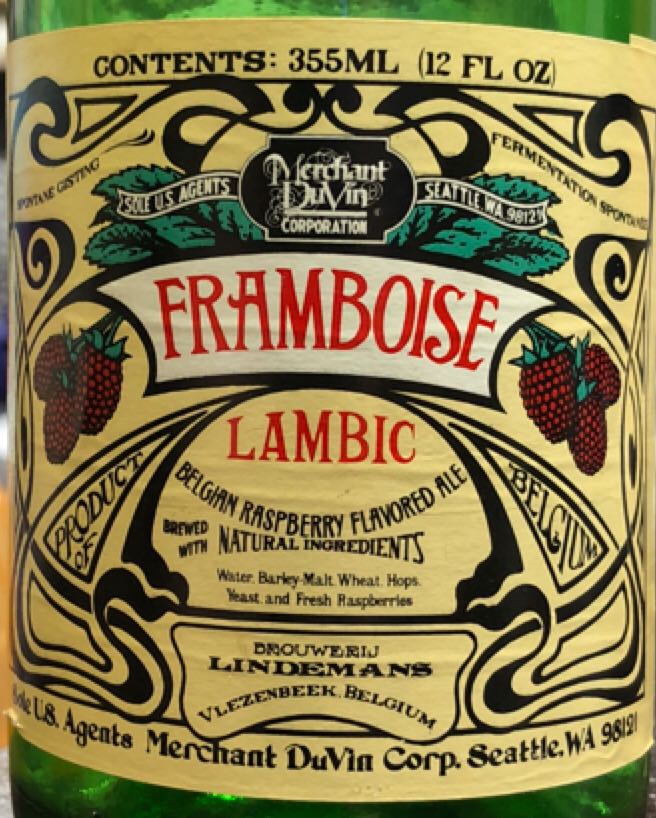 CONTENTS: 355ML (12 FL OZ)
SPONTANE GISTING
FERMENTATION SPONTANEE
Merchant
DuVin
CORPORATION
SOLE U.S. AGENTS
SEATTLE, WA 98121
FRAMBOISE
LAMBIC
BELGIAN RASPBERRY FLAVORED ALE
BREWED
WITH
NATURAL INGREDIENTS
Water, Barley-Malt, Wheat, Hops,
Yeast, and Fresh Raspberries
PRODUCT
OF
BELGIUM
BROUWERIJ
LINDEMANS
VLEZENBEEK, BELGIUM
Sole U.S. Agents Merchant DuVin Corp. Seattle, WA 98121